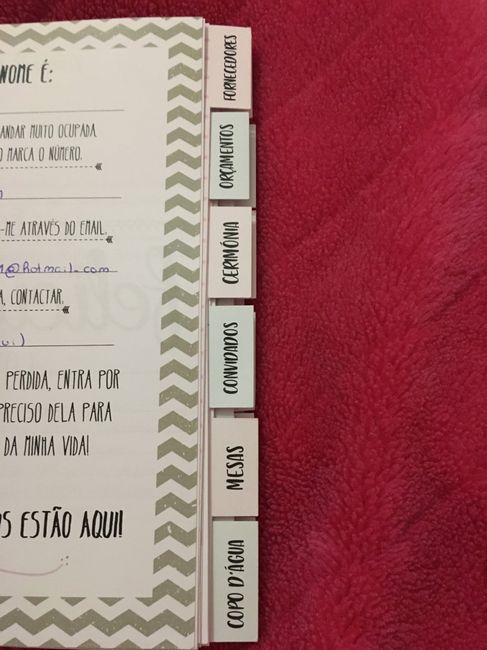 NOME É:
ANDAR MUITO OCUPADA
O MARCA O NÚMERO.
-ME ATRAVÉS DO EMAIL.
@hotmail.com
A, CONTACTAR.
PERDIDA, ENTRA POR
PRECISO DELA PARA
DA MINHA VIDA!
OS ESTÃO AQUI!
FORNECEDORES
ORÇAMENTOS
CERIMÓNIA
CONVIDADOS
MESAS
COPO D'ÁGUA